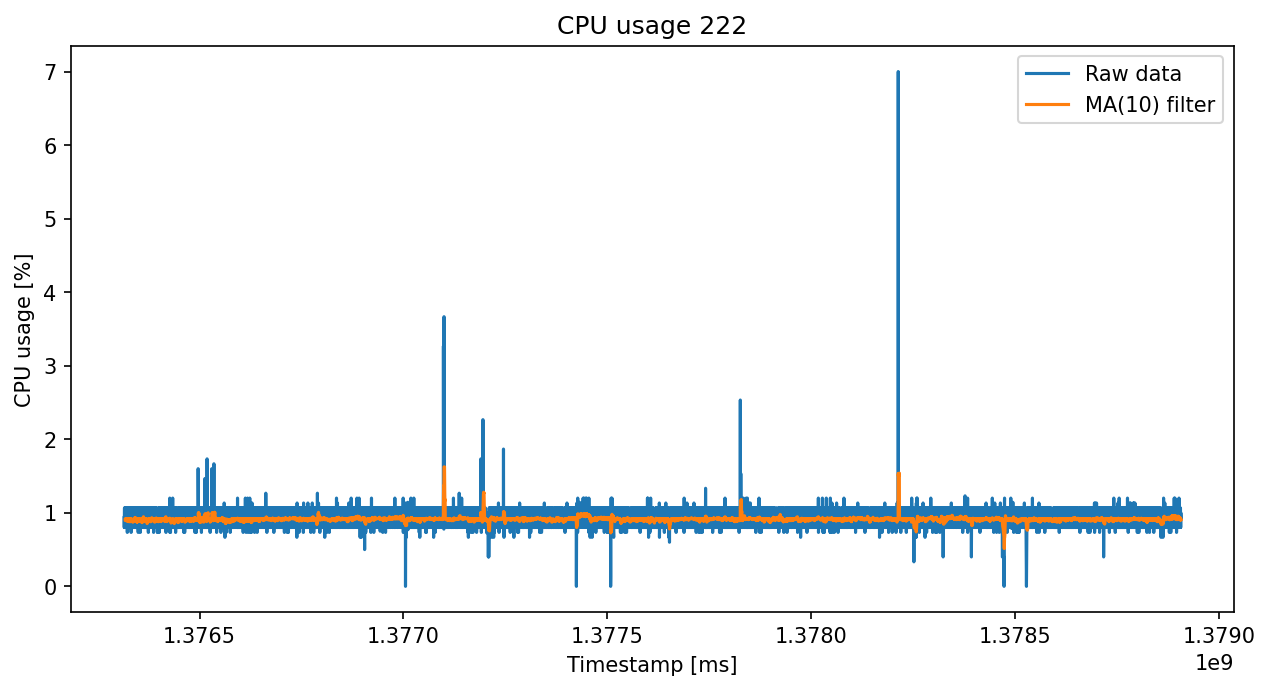 CPU usage 222
Raw data
MA(10) filter
7
6
5
4
3
2
1
0
CPU usage [%]
1.3765 1.3770 1.3775 1.3780 1.3785 1.3790
1e9
Timestamp [ms]